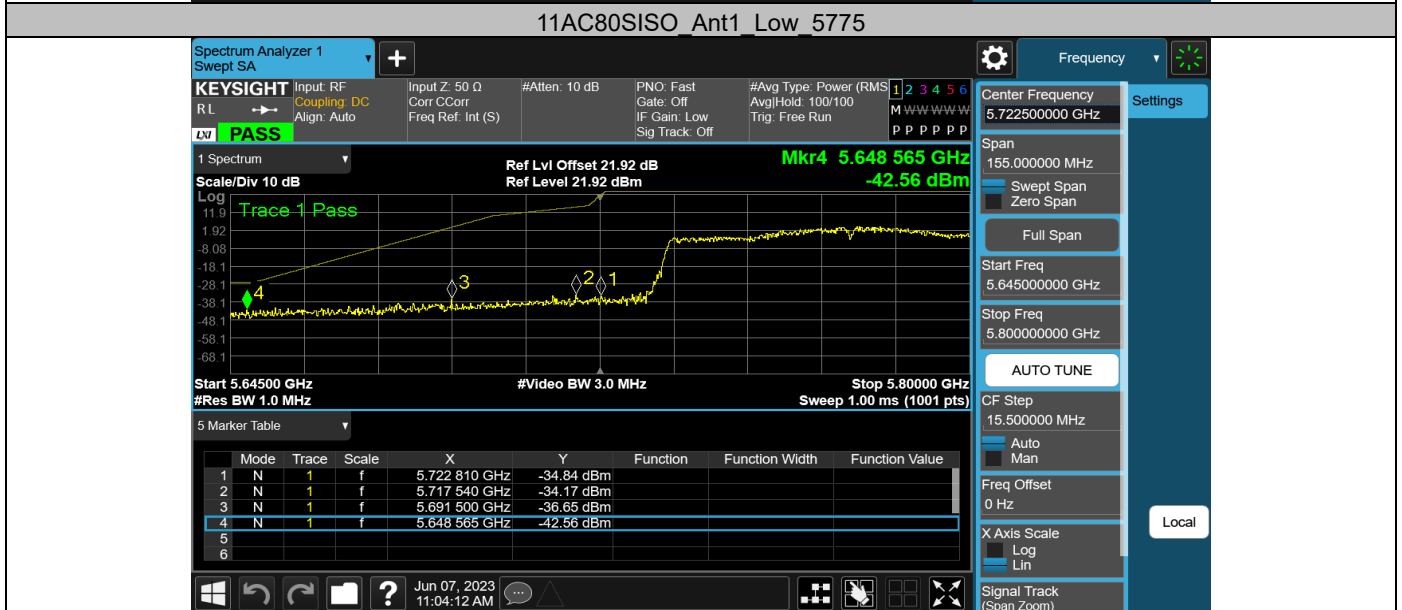 11AC80SISO_Ant1_Low_5775
Spectrum Analyzer 1
Swept SA
+
Frequency
KEYSIGHT
RL
LXI PASS
Input: RF
Coupling: DC
Align: Auto
Input Z: 50 Ω
Corr CCorr
Freq Ref: Int (S)
#Atten: 10 dB
PNO: Fast
Gate: Off
IF Gain: Low
Sig Track: Off
#Avg Type: Power (RMS
Avg|Hold: 100/100
Trig: Free Run
1 2 3 4 5 6
M W W W W W
P P P P P P
1 Spectrum
Scale/Div 10 dB
Ref Lvl Offset 21.92 dB
Ref Level 21.92 dBm
Mkr4 5.648 565 GHz
-42.56 dBm
Log
Trace 1 Pass
11.9
1.92
-8.08
-18.1
-28.1
-38.1
-48.1
-58.1
-68.1
4
3
2
1
Start 5.64500 GHz
#Video BW 3.0 MHz
Stop 5.80000 GHz
#Res BW 1.0 MHz
Sweep 1.00 ms (1001 pts)
5 Marker Table
Mode Trace Scale X Y Function Function Width Function Value
1 N 1 f 5.722 810 GHz -34.84 dBm
2 N 1 f 5.717 540 GHz -34.17 dBm
3 N 1 f 5.691 500 GHz -36.65 dBm
4 N 1 f 5.648 565 GHz -42.56 dBm
5
6
?
Jun 07, 2023
11:04:12 AM
Center Frequency
5.722500000 GHz
Settings
Span
155.000000 MHz
Swept Span
Zero Span
Full Span
Start Freq
5.645000000 GHz
Stop Freq
5.800000000 GHz
AUTO TUNE
CF Step
15.500000 MHz
Auto
Man
Freq Offset
0 Hz
Local
X Axis Scale
Log
Lin
Signal Track
(Span Zoom)